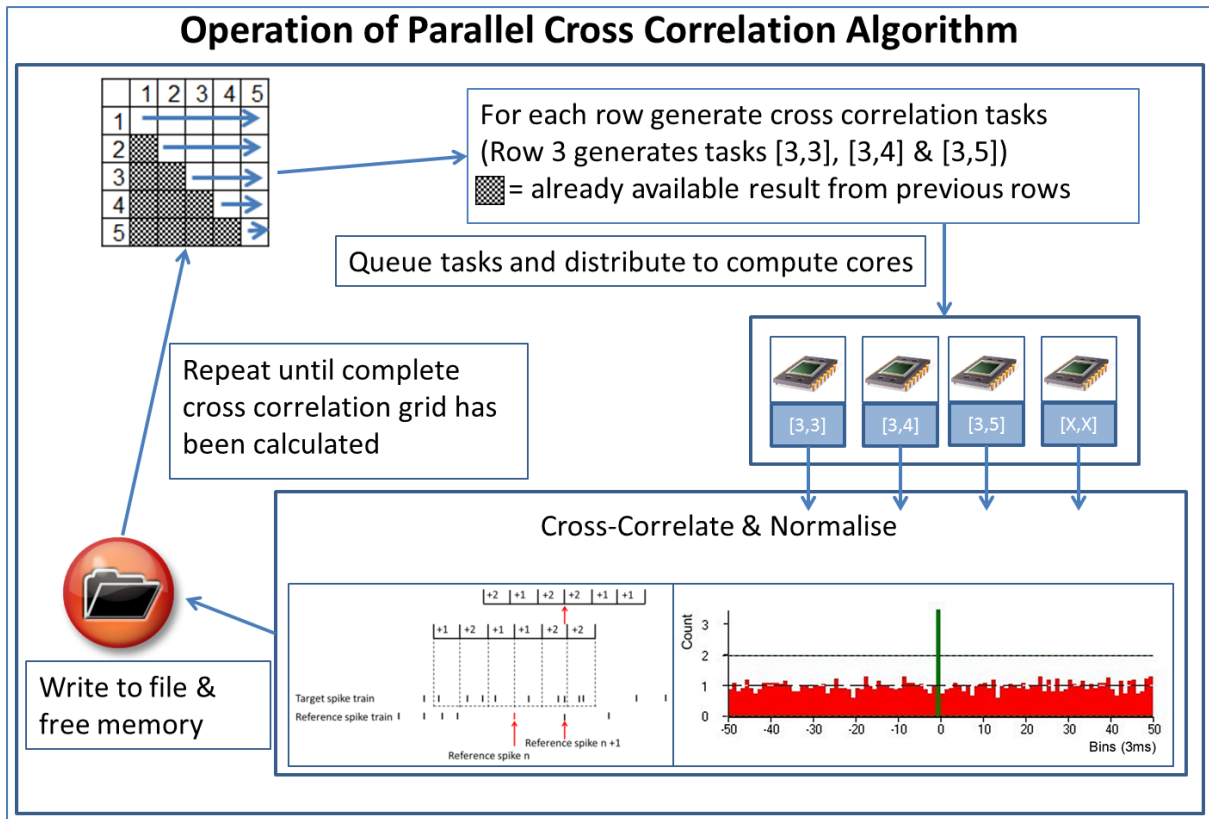 Operation of Parallel Cross Correlation Algorithm
1 2 3 4 5
1
2
3
4
5
For each row generate cross correlation tasks
(Row 3 generates tasks [3,3], [3,4] & [3,5])
= already available result from previous rows
Queue tasks and distribute to compute cores
[3,3] [3,4] [3,5] [X,X]
Repeat until complete
cross correlation grid has
been calculated
Cross-Correlate & Normalise
+2 +1 +2 +2 +1 +1
+1 +2 +1 +1 +2 +2
Target spike train
Reference spike train
Reference spike n +1
Reference spike n
Count
3
2
1
0
-50 -40 -30 -20 -10 0 10 20 30 40 50
Bins (3ms)
Write to file &
free memory